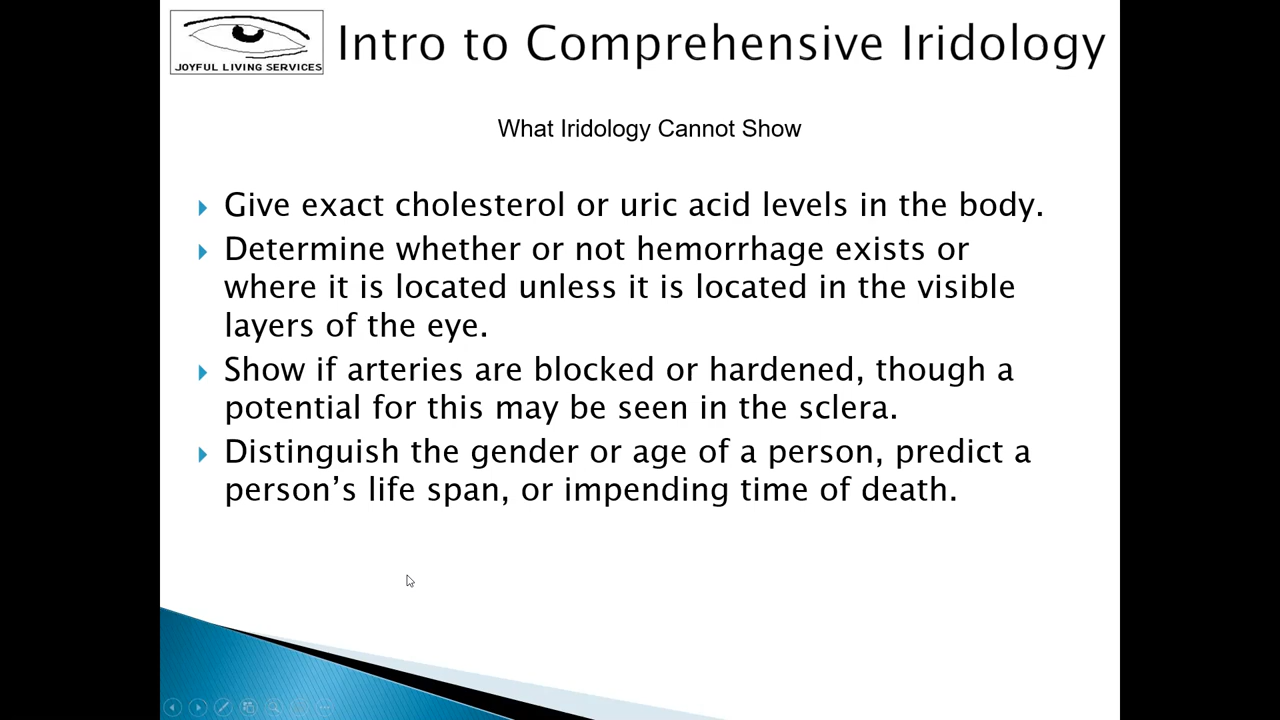 JOYFUL LIVING SERVICES
Intro to Comprehensive Iridology
What Iridology Cannot Show
Give exact cholesterol or uric acid levels in the body.
Determine whether or not hemorrhage exists or
where it is located unless it is located in the visible
layers of the eye.
Show if arteries are blocked or hardened, though a
potential for this may be seen in the sclera.
Distinguish the gender or age of a person, predict a
person’s life span, or impending time of death.